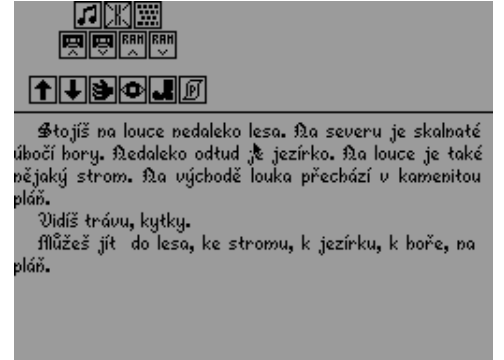 RAM RAM
Stojíš na louce nedaleko lesa. Na severu je skalnaté
úbočí hory. Nedaleko odtud je jezírko. Na louce je také
nějaký strom. Na východě louka přechází v kamenitou
pláň.
Vidíš trávu, kytky.
Můžeš jít do lesa, ke stromu, k jezírku, k hoře, na
pláň.